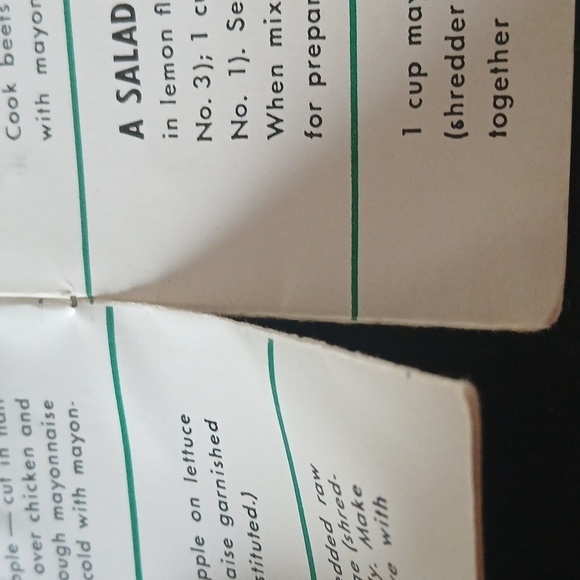 Cook beets
with mayon
A SALAD
in lemon fl
No. 3); 1 cu
No. 1). Se
When mix
for prepar
1 cup may
(shredder
together
pple — cut in
over chicken and
ough mayonnaise
cold with mayon-
pple on lettuce
aise garnished
stituted.)
dded raw
ge (shred-
y. Make
e with